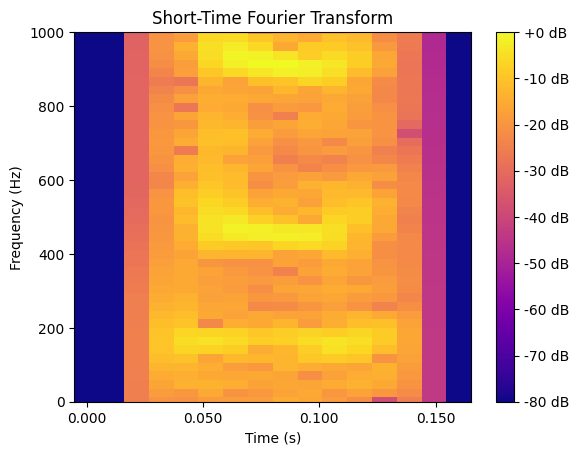 Short-Time Fourier Transform
1000
800
600
400
200
0
Frequency (Hz)
0.000
0.050
0.100
0.150
Time (s)
+0 dB
-10 dB
-20 dB
-30 dB
-40 dB
-50 dB
-60 dB
-70 dB
-80 dB